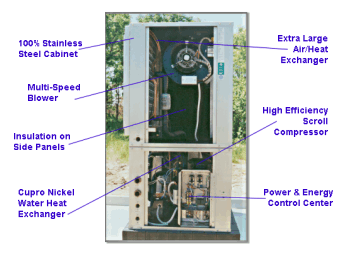 100% Stainless
Steel Cabinet
Multi-Speed
Blower
Insulation on
Side Panels
Cupro Nickel
Water Heat
Exchanger
Extra Large
Air/Heat
Exchanger
High Efficiency
Scroll
Compressor
Power & Energy
Control Center